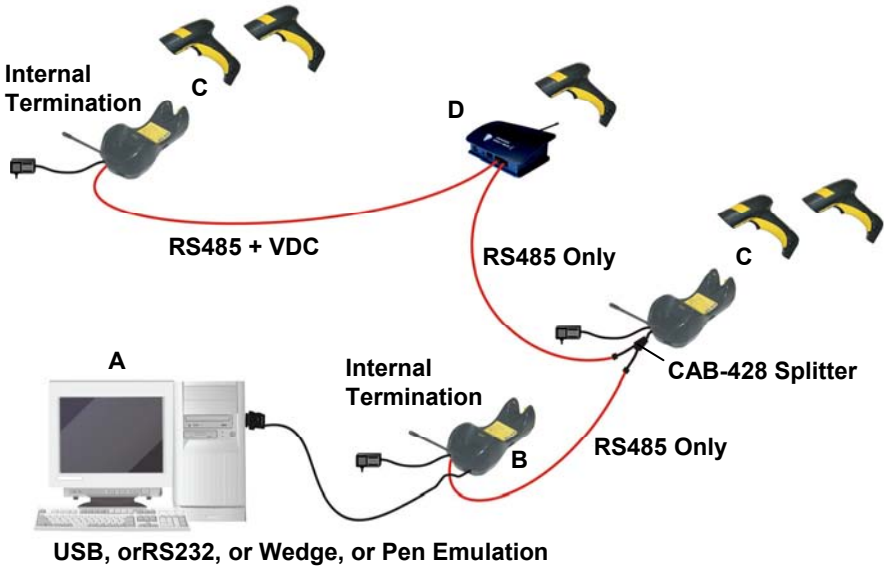 Internal
Termination
C
D
RS485 + VDC
RS485 Only
C
CAB-428 Splitter
A
Internal
Termination
B
RS485 Only
USB, orRS232, or Wedge, or Pen Emulation